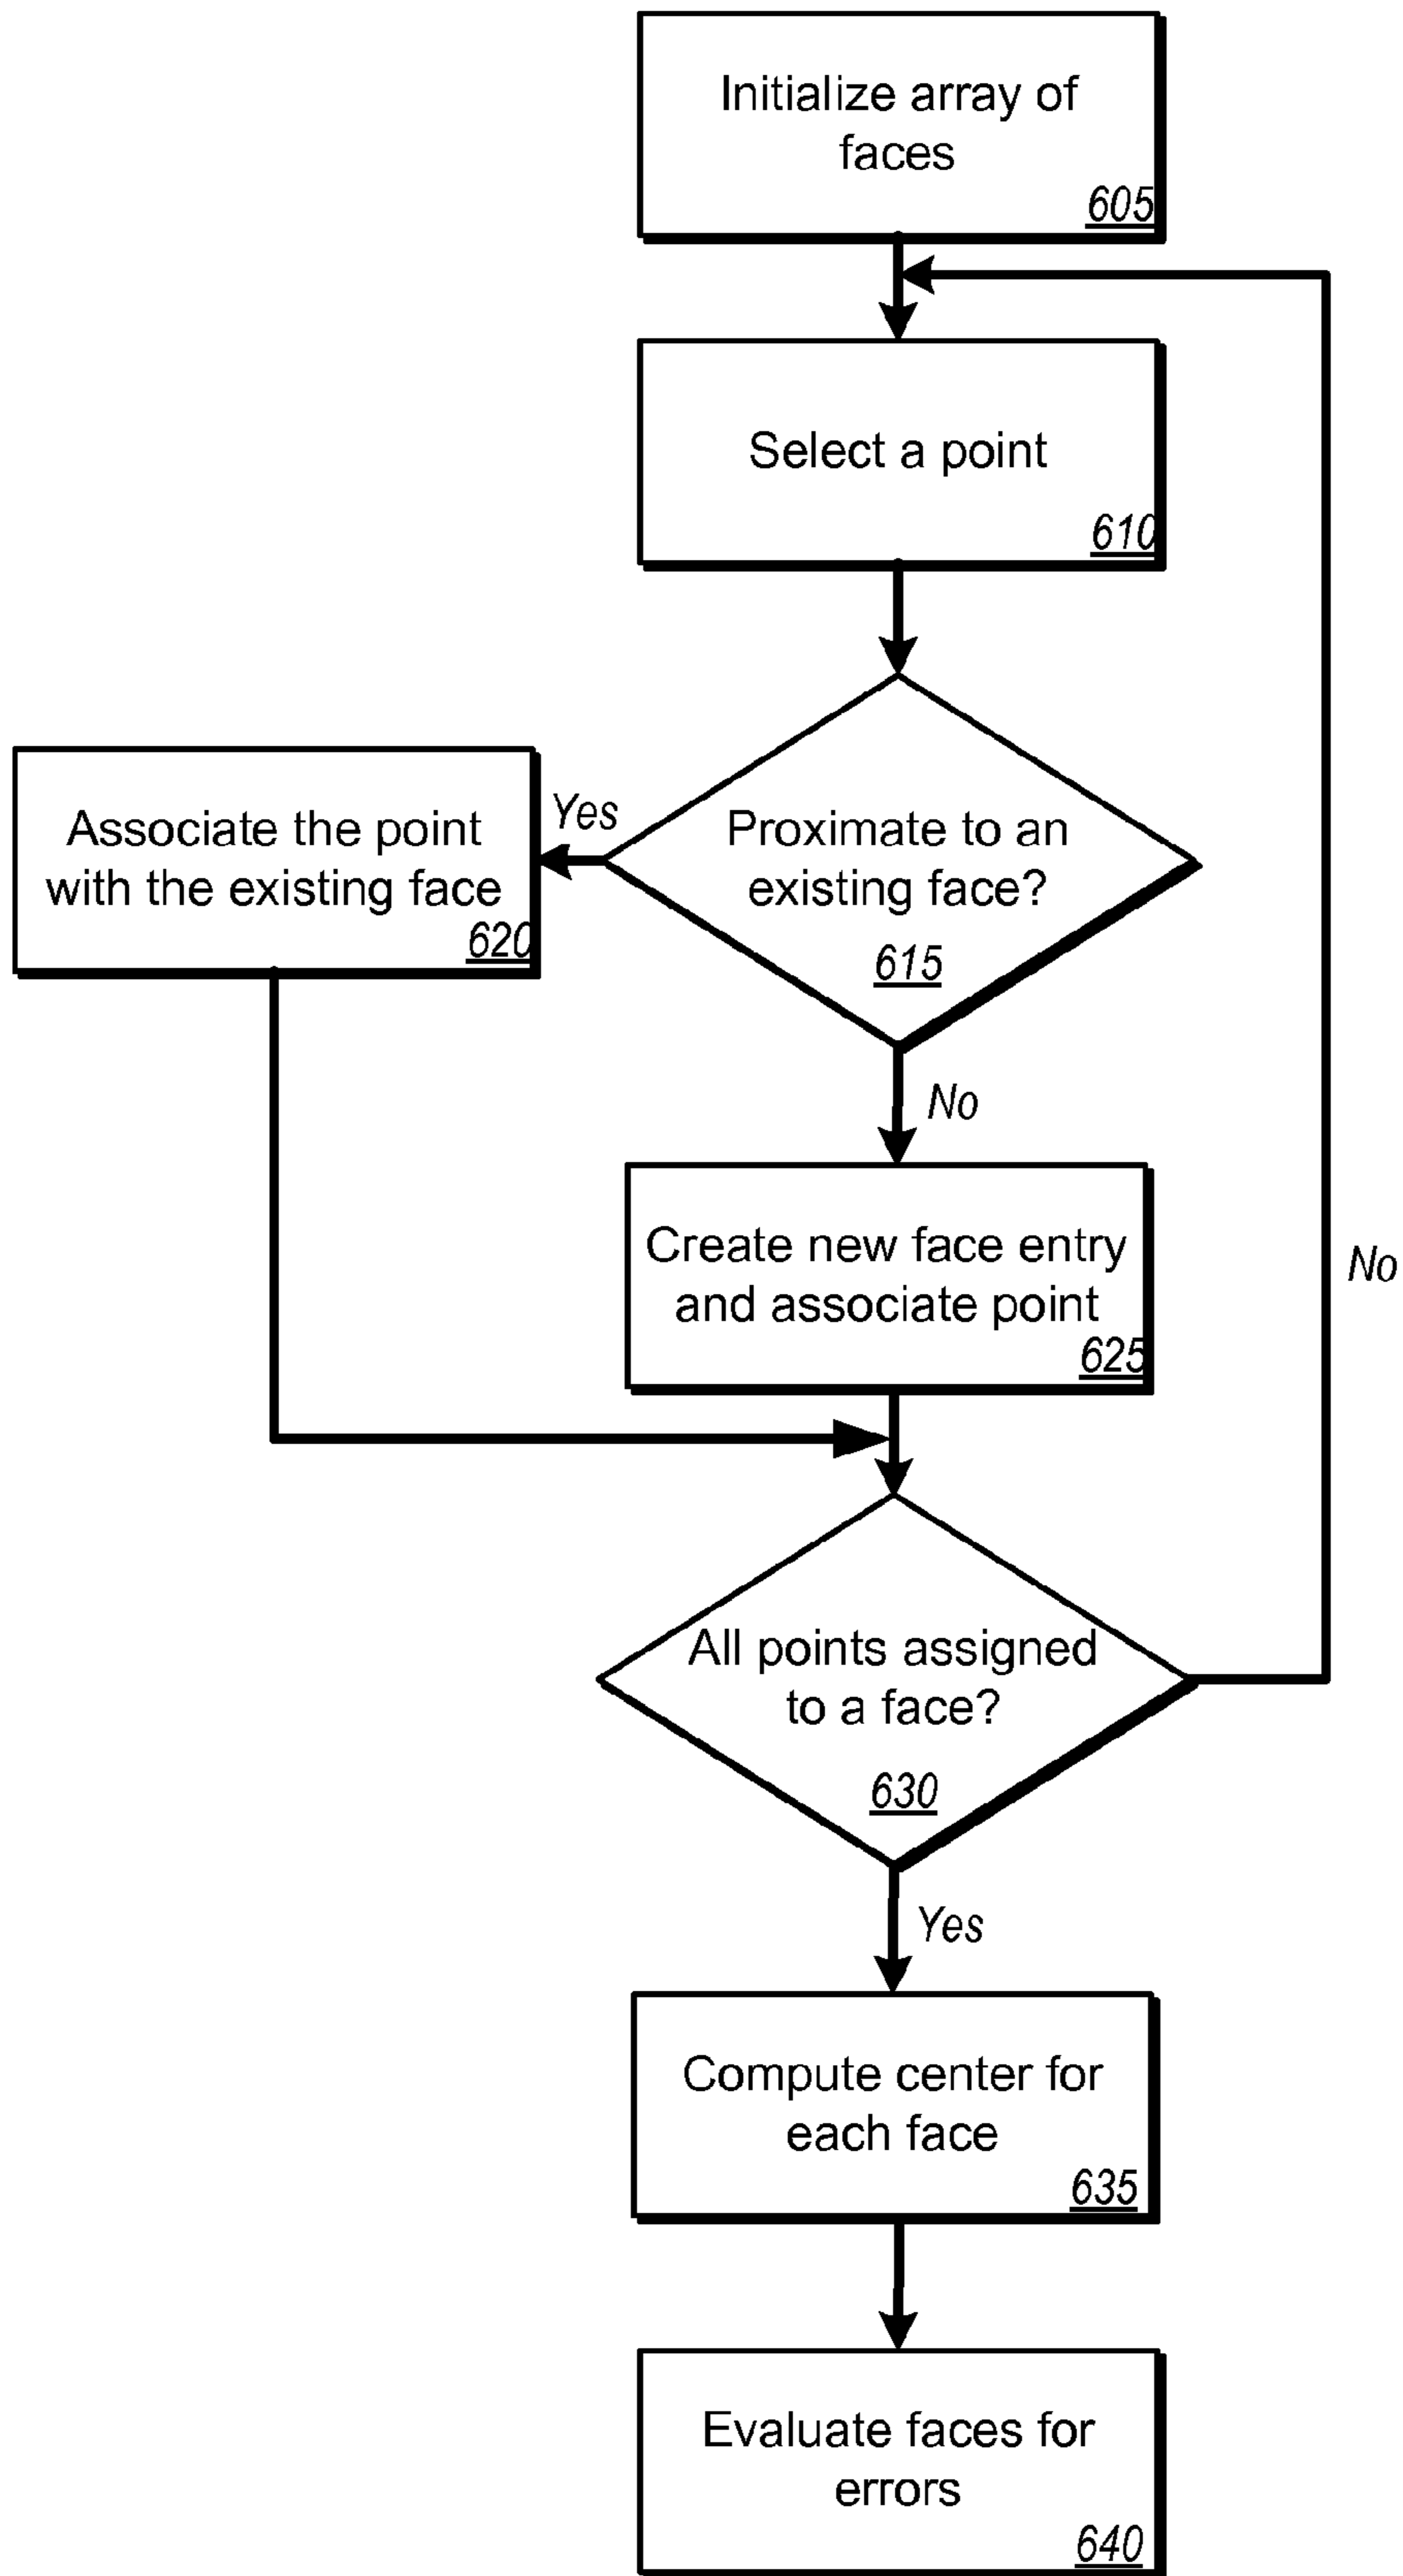 Initialize array of
faces
605
Select a point
610
Proximate to an
existing face?
615
Yes
Associate the point
with the existing face
620
No
Create new face entry
and associate point
625
No
All points assigned
to a face?
630
Yes
Compute center for
each face
635
Evaluate faces for
errors
640